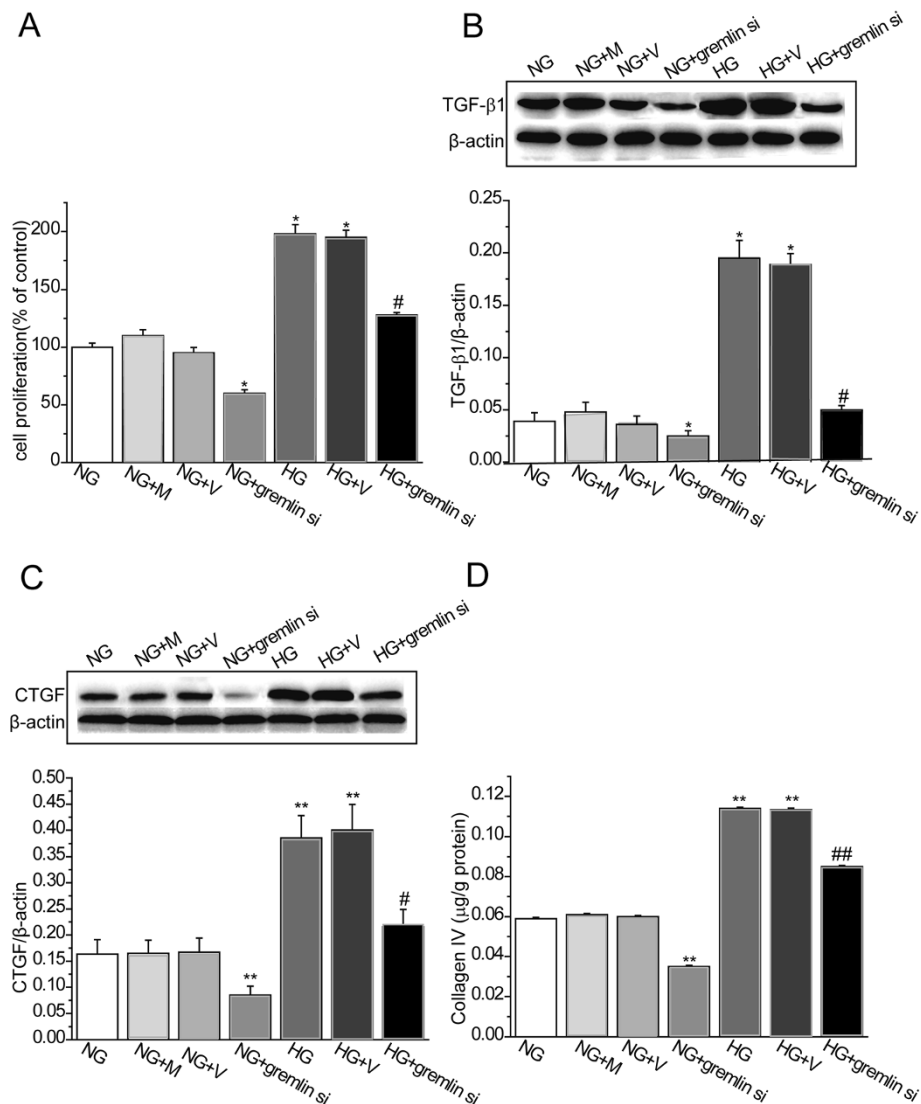 A
B
NG NG+M NG+V NG+gremlin si HG HG+V HG+gremlin si
TGF-β1
β-actin
cell proliferation(% of control)
200
150
100
50
0
* * * #
NG NG+M NG+V NG+gremlin si HG HG+V HG+gremlin si
TGF-β1/β-actin
0.25
0.20
0.15
0.10
0.05
0.00
* * * #
NG NG+M NG+V NG+gremlin si HG HG+V HG+gremlin si
C
D
NG NG+M NG+V NG+gremlin si HG HG+V HG+gremlin si
CTGF
β-actin
CTGF/β-actin
0.50
0.45
0.40
0.35
0.30
0.25
0.20
0.15
0.10
0.05
0.00
** ** ** #
NG NG+M NG+V NG+gremlin si HG HG+V HG+gremlin si
Collagen IV (μg/g protein)
0.12
0.10
0.08
0.06
0.04
0.02
0.00
** ** ** ##
NG NG+M NG+V NG+gremlin si HG HG+V HG+gremlin si